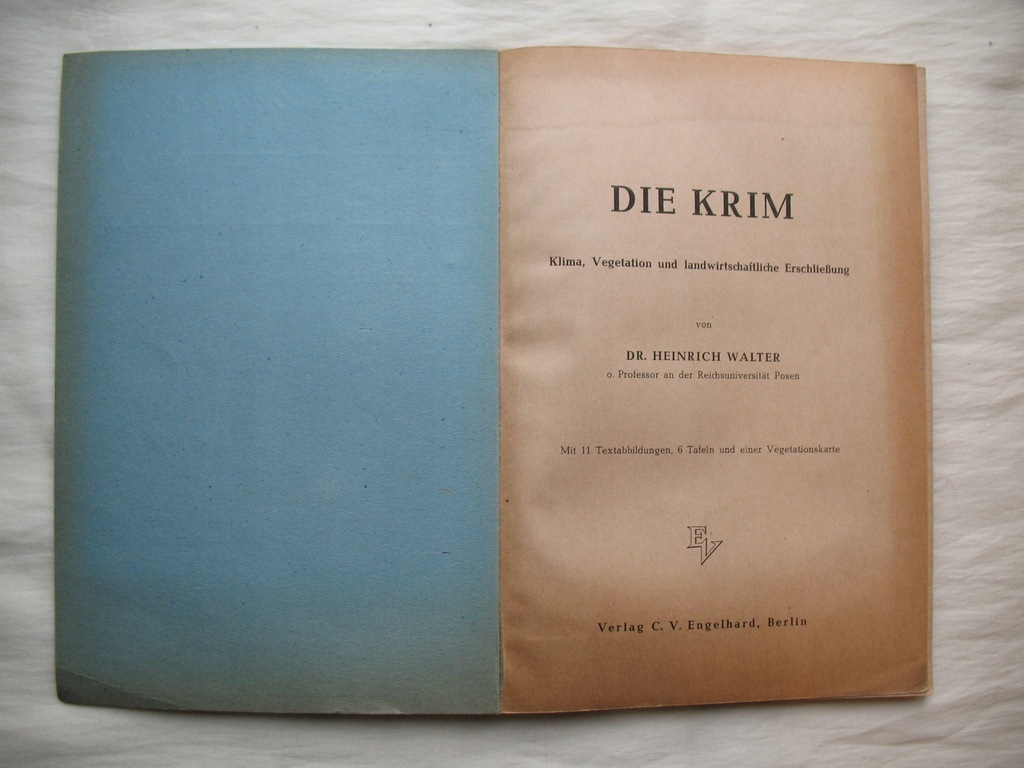 DIE KRIM
Klima, Vegetation und landwirtschaftliche Erschließung
von
DR. HEINRICH WALTER
o. Professor an der Reichsuniversität Posen
Mit 11 Textabbildungen, 6 Tafeln und einer Vegetationskarte
EV
Verlag C. V. Engelhard, Berlin